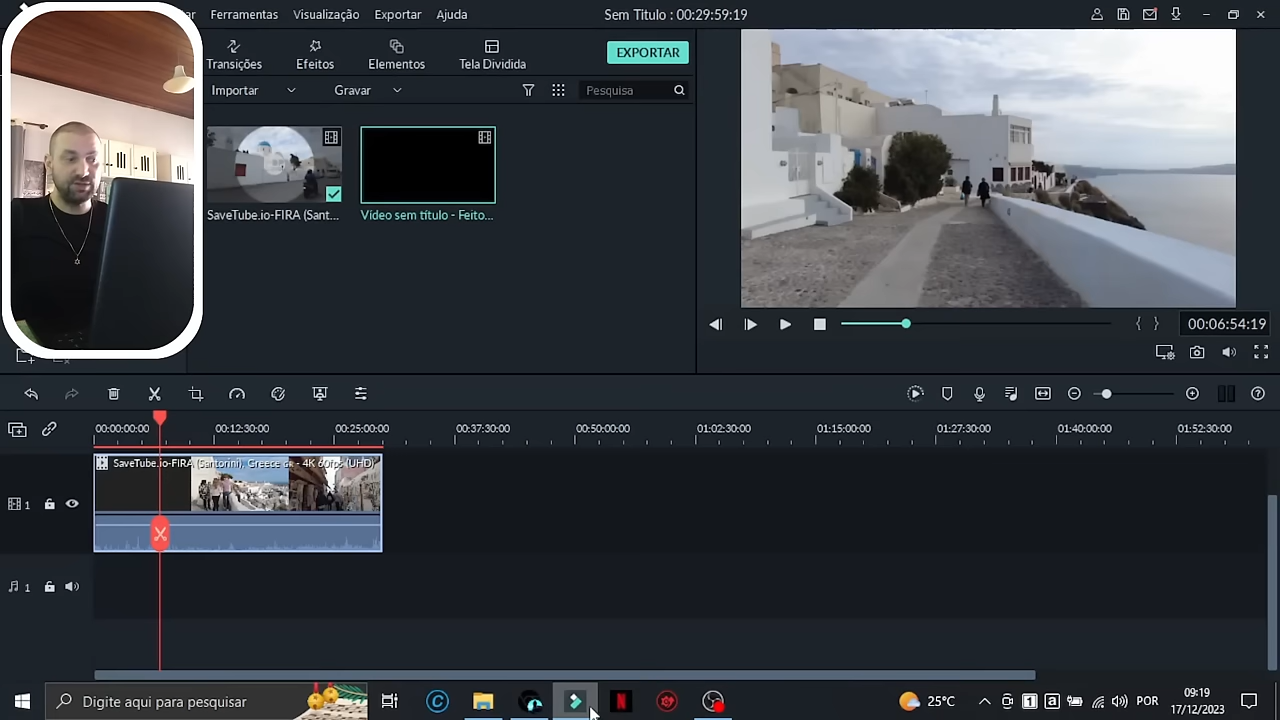 ar Ferramentas Visualização Exportar Ajuda Sem Titulo : 00:29:59:19
Transições Efeitos Elementos Tela Dividida EXPORTAR
Importar Gravar Pesquisa
SaveTube.io-FIRA (Sant... Vídeo sem título - Feito...
00:06:54:19
00:00:00:00 00:12:30:00 00:25:00:00 00:37:30:00 00:50:00:00 01:02:30:00 01:15:00:00 01:27:30:00 01:40:00:00 01:52:30:00
SaveTube.io-FIRA (Santorini), Greece - 4K 60fps (UHD)
1
1
Digite aqui para pesquisar 25°C POR 09:19
17/12/2023